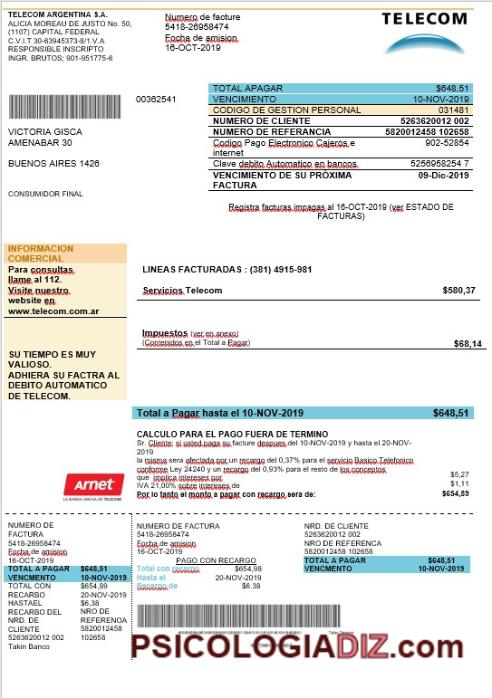 TELECOM ARGENTINA S.A.
ALICIA MOREAU DE JUSTO No. 50,
(1107) CAPITAL FEDERAL
C.V.I.T 30-63945373-8/1.V.A
RESPONSIBLE INSCRIPTO
INGR. BRUTOS; 901-951775-6
Numero de facture
5418-26958474
Focha de amision
16-OCT-2019
TELECOM
00362541
VICTORIA GISCA
AMENABAR 30
BUENOS AIRES 1426
CONSUMIDOR FINAL
TOTAL APAGAR $648,51
VENCIMIENTO 10-NOV-2019
CODIGO DE GESTION PERSONAL 031481
NUMERO DE CLIENTE 5263620012 002
NUMERO DE REFERANCIA 5820012458 102658
Codigo Pago Electronico Cajeros e internet 902-52854
Clave debito Automatico en bancos. 5256958254 7
VENCIMIENTO DE SU PRÓXIMA FACTURA 09-Dic-2019
Registra facturas impagas al 16-OCT-2019 (ver ESTADO DE
FACTURAS)
INFORMACION
COMERCIAL
Para consultas
llame al 112.
Visite nuestro
website en
www.telecom.com.ar
SU TIEMPO ES MUY
VALIOSO.
ADHIERA SU FACTRA AL
DEBITO AUTOMATICO
DE TELECOM.
LINEAS FACTURADAS : (381) 4915-981
Servicios Telecom $580,37
Impuestos (ver en anexo)
(Contenidos en el Total a Pagar) $68,14
Total a Pagar hasta el 10-NOV-2019 $648,51
CALCULO PARA EL PAGO FUERA DE TERMINO
Sr. Cliente: si usted paga su facture despues del 10-NOV-2019 y hasta el 20-NOV-
2019
la misma sera afectada por un recargo del 0,37% para el servicio Basico Telefonico
conforme Ley 24240 y un recargo del 0,93% para el resto de los conceptos
que implica intereses por $5,27
IVA 21,00% sobre intereses de $1,11
Por lo tanto el monto a pagar con recargo sera de: $654,89
Arnet
LA BANDA ANCHA DE TELECOM
NUMERO DE
FACTURA
5418-26958474
Focha de amision
16-OCT-2019
TOTAL A PAGAR $648,51
VENCMENTO 10-NOV-2019
TOTAL CON $654,89
RECARBO 20-NOV-2019
HASTAEL $6,38
RECARBO DEL NRO DE
NRD. DE REFERENCIA
CLIENTE 5820012458
5263620012 002 102658
Takin Banco
NUMERO DE FACTURA
5418-26958474
Focha de amision
16-OCT-2019
PAGO CON RECARGO
Total con recargo $654,98
Hasta el 20-NOV-2019
Recargo de $6.38
NRD. DE CLIENTE
5263620012 002
NRO DE REFERENCA
5820012458 102658
TOTAL A PAGAR $648,51
VENCMENTO 10-NOV-2019
PSICOLOGIADIZ.com